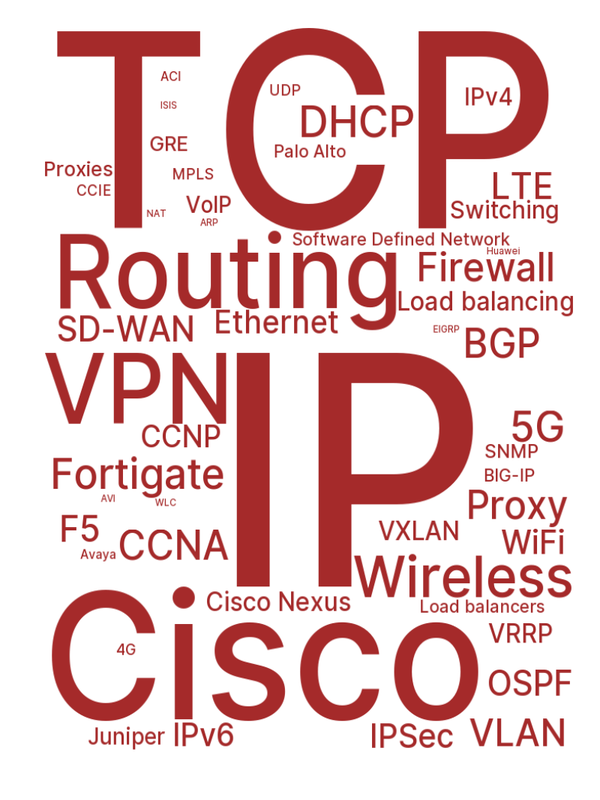 TCP
ACI
UDP
IPv4
ISIS
DHCP
GRE
Palo Alto
Proxies
MPLS
CCIE
LTE
VoIP
NAT
Switching
ARP
Software Defined Network
Huawei
Routing
Firewall
Load balancing
SD-WAN
Ethernet
EIGRP
BGP
VPN
IP
5G
CCNP
SNMP
Fortigate
BIG-IP
AVI
WLC
Proxy
F5
VXLAN
WiFi
CCNA
Avaya
Wireless
Cisco Nexus
Load balancers
Cisco
VRRP
4G
OSPF
Juniper
IPv6
IPSec
VLAN